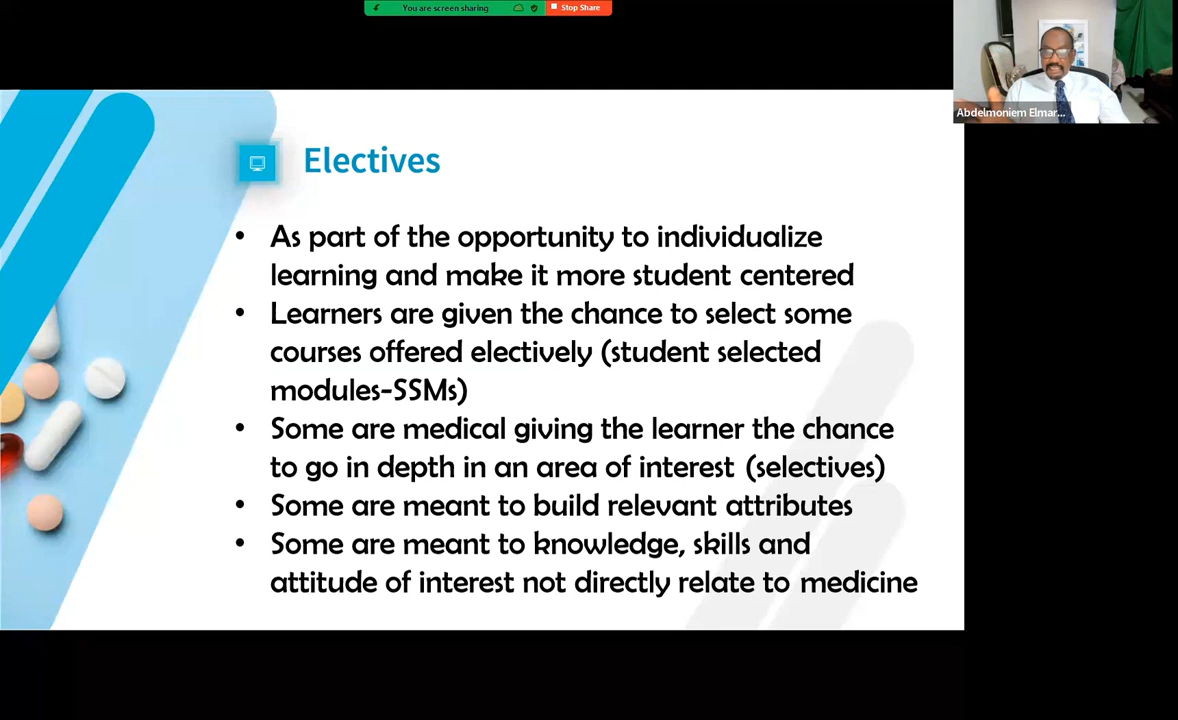 You are screen sharing
Stop Share
Abdelmoniem Elmar...
Electives
• As part of the opportunity to individualize
learning and make it more student centered
• Learners are given the chance to select some
courses offered electively (student selected
modules-SSMs)
• Some are medical giving the learner the chance
to go in depth in an area of interest (selectives)
• Some are meant to build relevant attributes
• Some are meant to knowledge, skills and
attitude of interest not directly relate to medicine